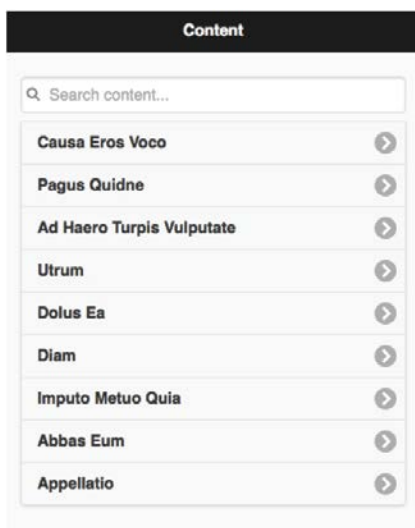 Content
Search content...
Causa Eros Voco
Pagus Quidne
Ad Haero Turpis Vulputate
Utrum
Dolus Ea
Diam
Imputo Metuo Quia
Abbas Eum
Appellatio